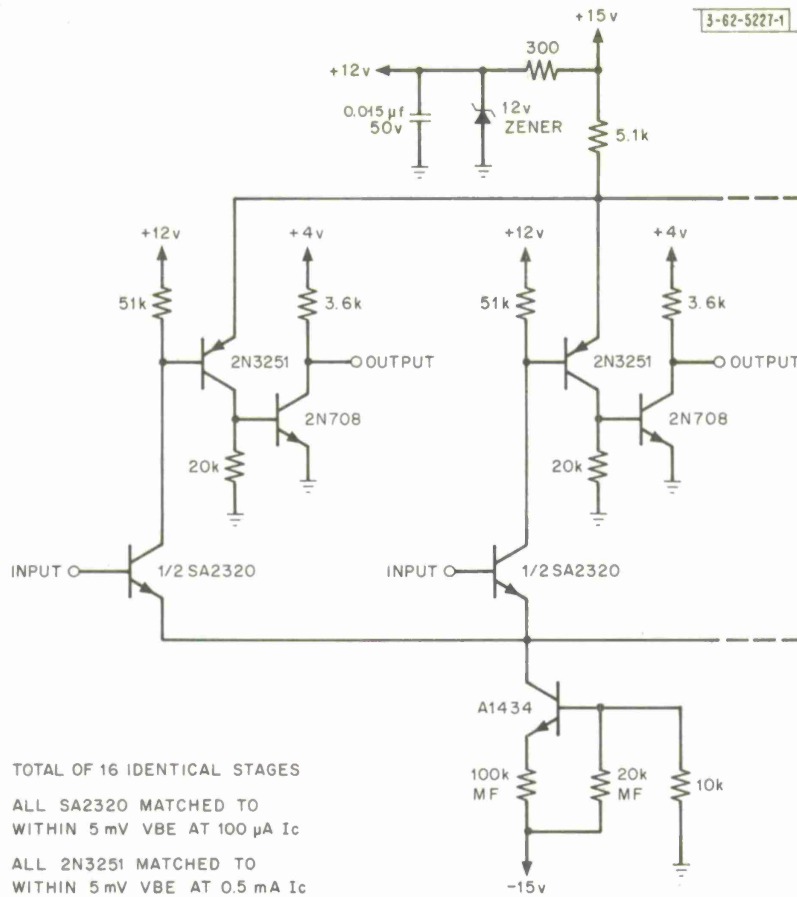 3-62-5227-1
+15v
300
+12v
0.015 µf
50v
12v
ZENER
5.1k
+12v
+4v
+12v
+4v
51k
3.6k
51k
3.6k
2N3251
OUTPUT
2N3251
OUTPUT
2N708
2N708
20k
20k
INPUT
1/2 SA2320
INPUT
1/2 SA2320
A1434
100k
MF
20k
MF
10k
-15v
TOTAL OF 16 IDENTICAL STAGES
ALL SA2320 MATCHED TO
WITHIN 5 mV VBE AT 100 µA Ic
ALL 2N3251 MATCHED TO
WITHIN 5 mV VBE AT 0.5 mA Ic